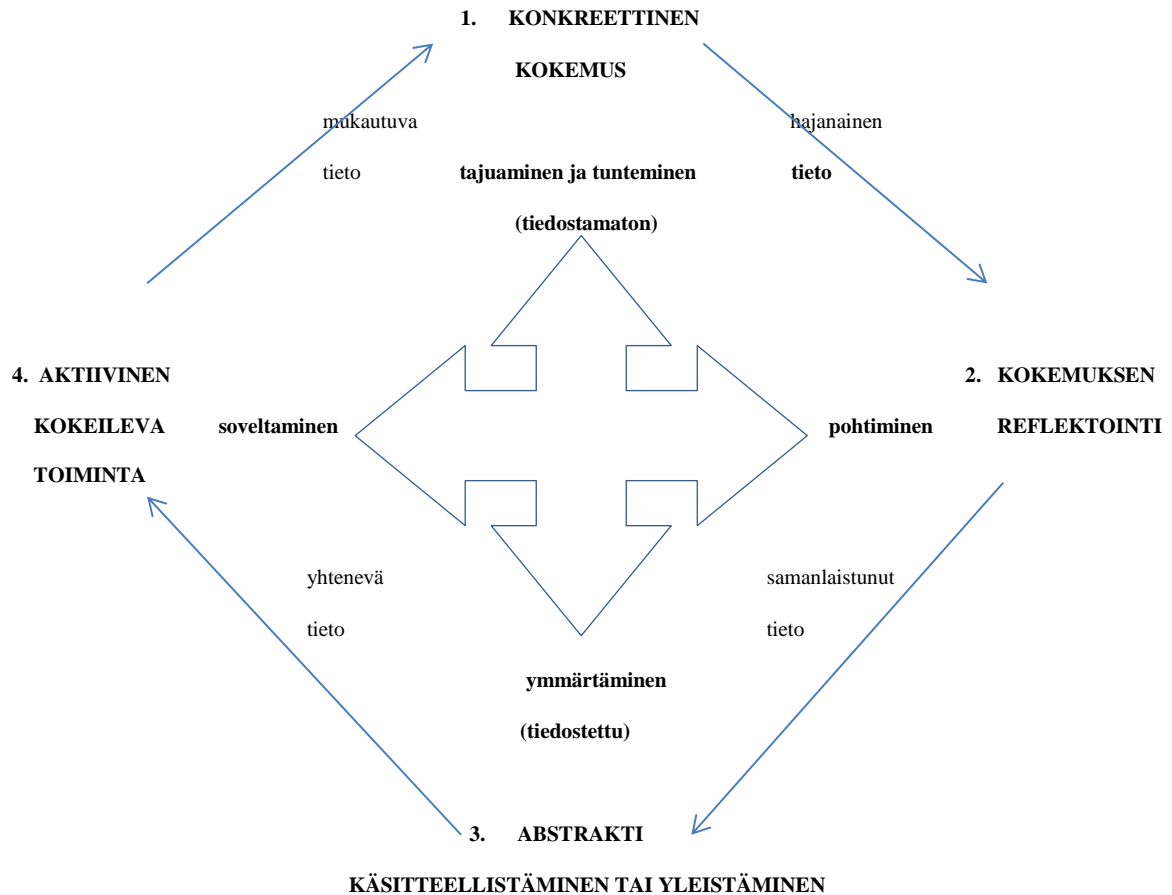 1. KONKREETTINEN
KOKEMUS
mukautuva
tieto
hajanainen
tieto
tajuaminen ja tunteminen
(tiedostamaton)
4. AKTIIVINEN
KOKEILEVA
TOIMINTA
soveltaminen
pohtiminen
2. KOKEMUKSEN
REFLEKTOINTI
yhtenevä
tieto
samanlaistunut
tieto
ymmärtäminen
(tiedostettu)
3. ABSTRAKTI
KÄSITTEELLISTÄMINEN TAI YLEISTÄMINEN